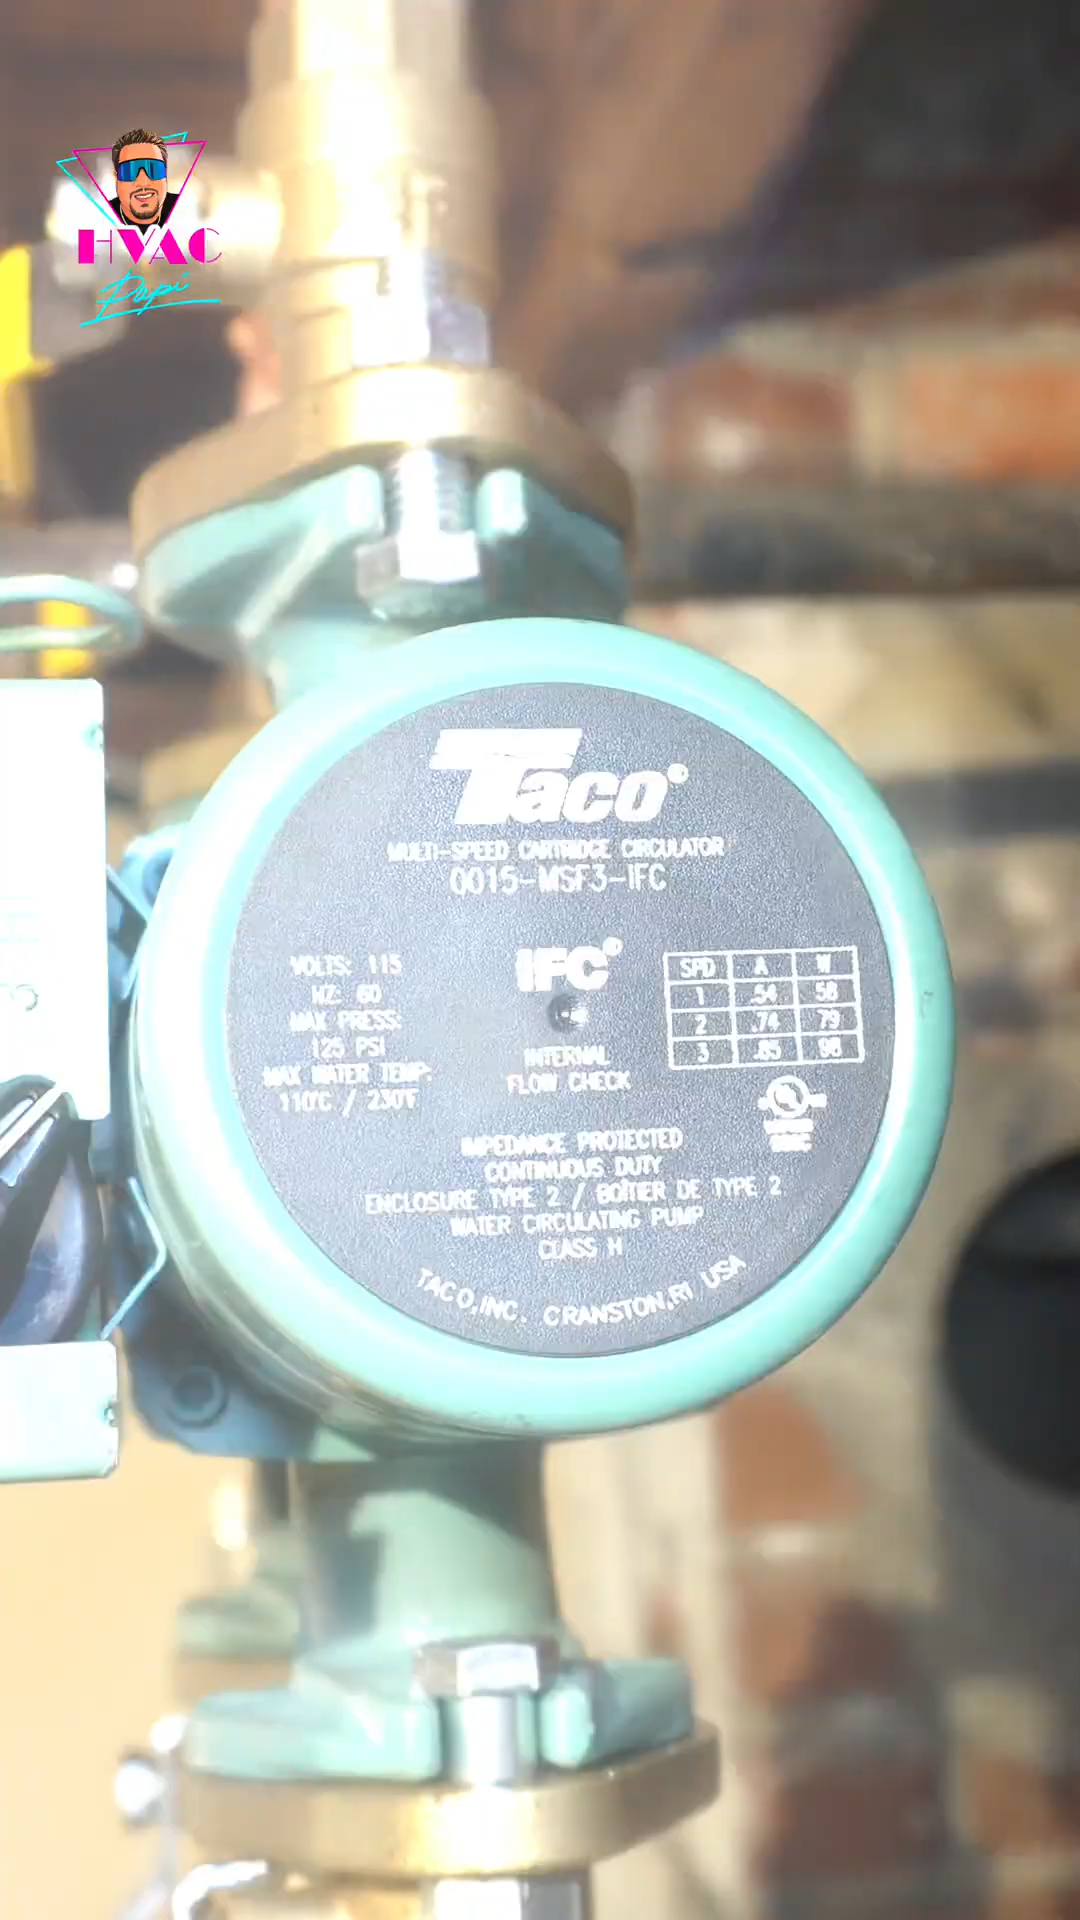 HVAC
Papi
Taco®
MULTI-SPEED CARTRIDGE CIRCULATOR
0015-MSF3-IFC
VOLTS: 115
HZ: 60
MAX PRESS:
125 PSI
MAX WATER TEMP:
110°C / 230°F
IFC®
INTERNAL
FLOW CHECK
SPD A W
1 .54 58
2 .74 79
3 .85 96
IMPEDANCE PROTECTED
CONTINUOUS DUTY
ENCLOSURE TYPE 2 / BOÎTIER DE TYPE 2
WATER CIRCULATING PUMP
CLASS H
TACO,INC. CRANSTON,RI USA